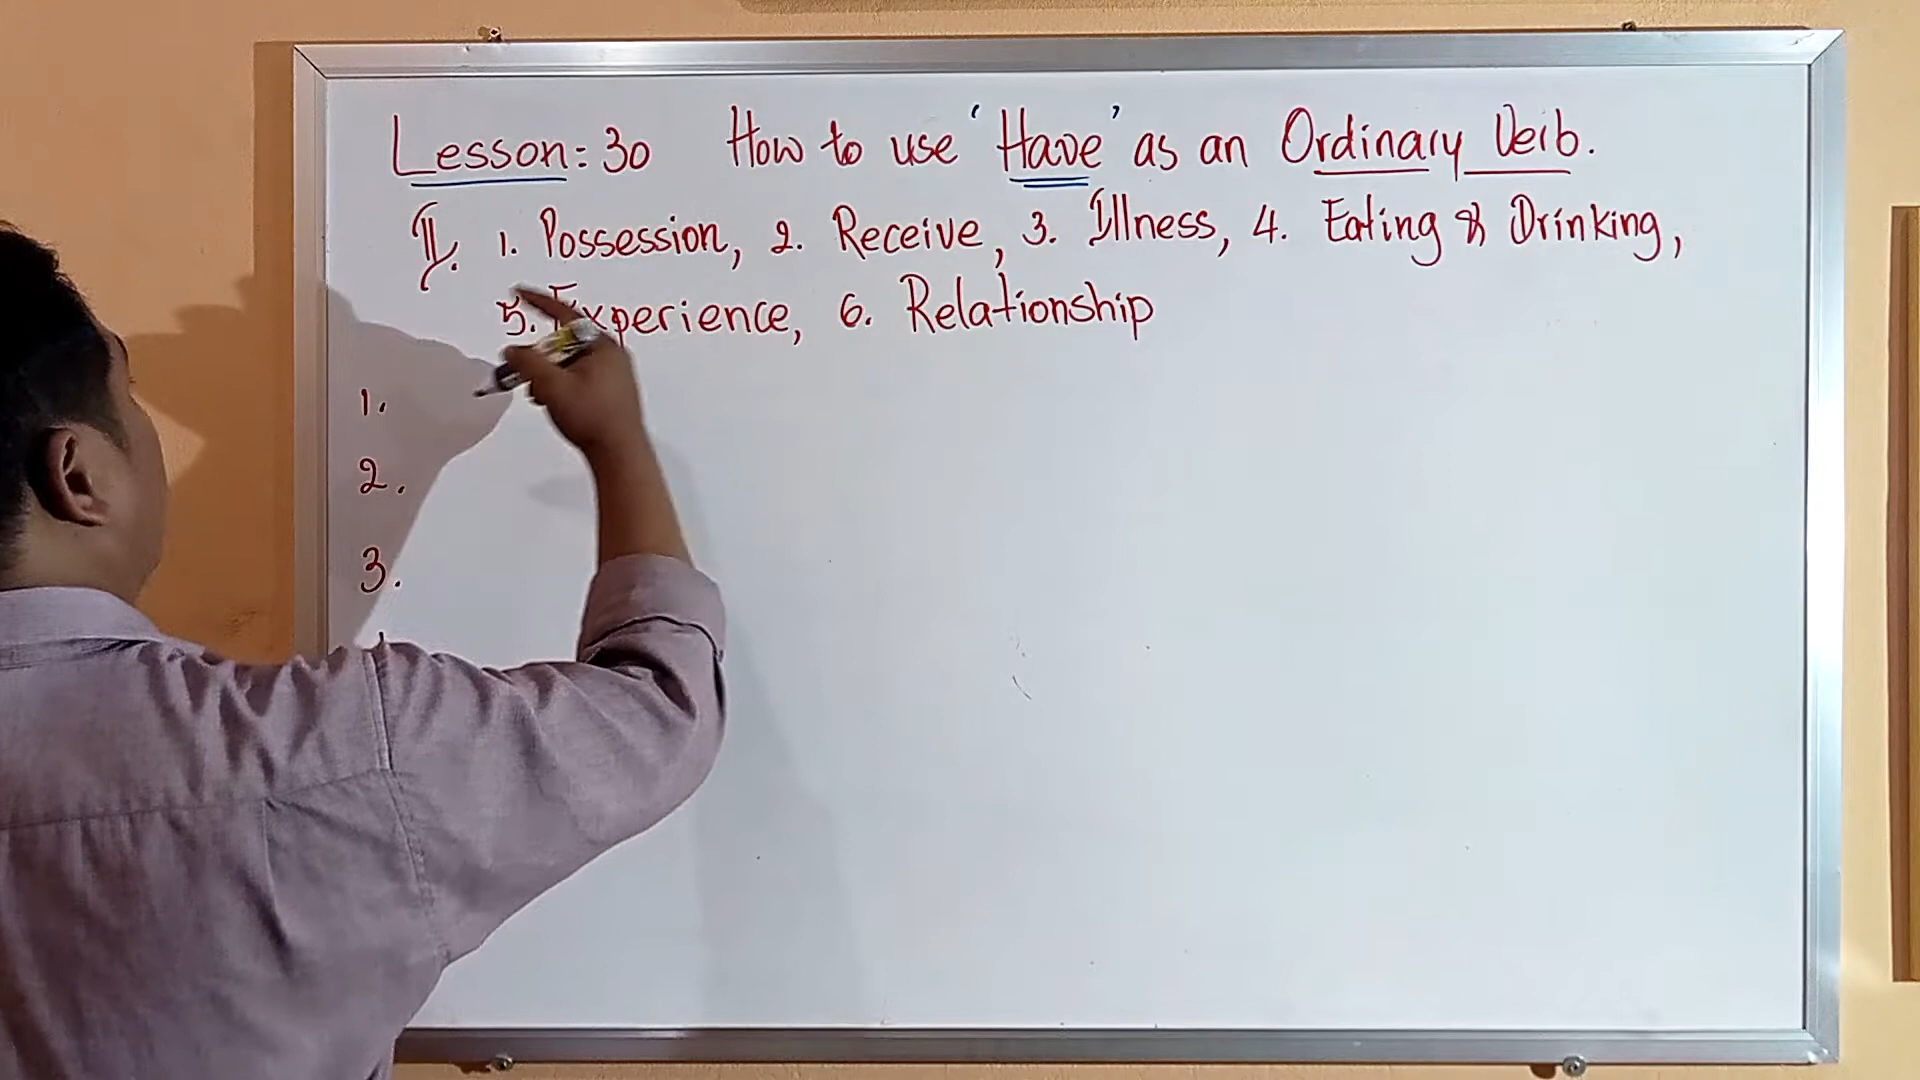 Lesson: 30 How to use 'Have' as an Ordinary Verb.
II. 1. Possession, 2. Receive, 3. Illness, 4. Eating & Drinking,
5. Experience, 6. Relationship
1.
2.
3.